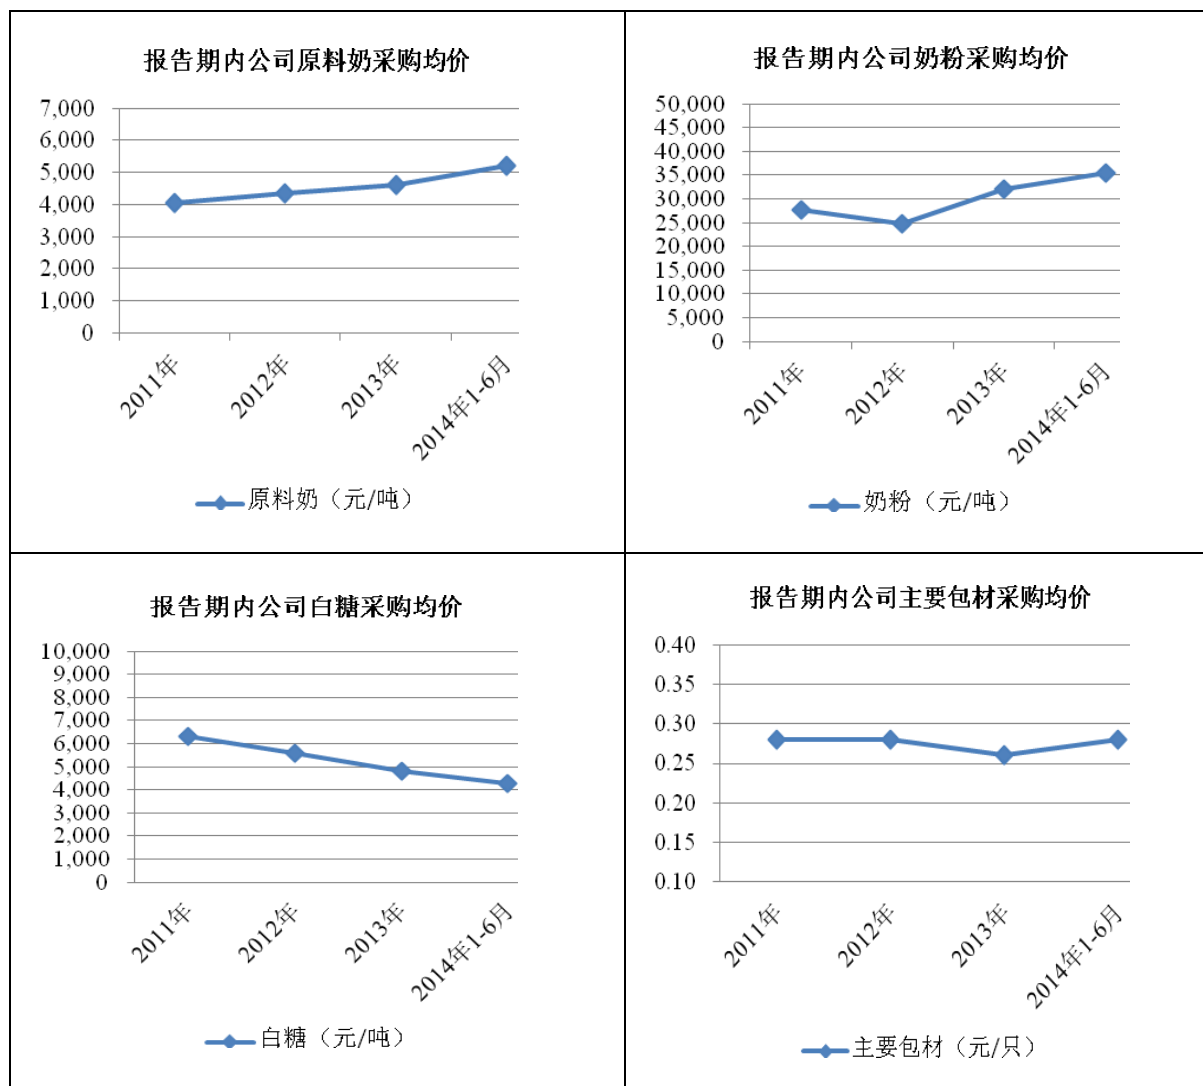 报告期内公司原料奶采购均价
7,000
6,000
5,000
4,000
3,000
2,000
1,000
0
2011年
2012年
2013年
2014年1-6月
原料奶（元/吨）
报告期内公司奶粉采购均价
50,000
45,000
40,000
35,000
30,000
25,000
20,000
15,000
10,000
5,000
0
2011年
2012年
2013年
2014年1-6月
奶粉（元/吨）
报告期内公司白糖采购均价
10,000
9,000
8,000
7,000
6,000
5,000
4,000
3,000
2,000
1,000
0
2011年
2012年
2013年
2014年1-6月
白糖（元/吨）
报告期内公司主要包材采购均价
0.40
0.35
0.30
0.25
0.20
0.15
0.10
2011年
2012年
2013年
2014年1-6月
主要包材（元/只）